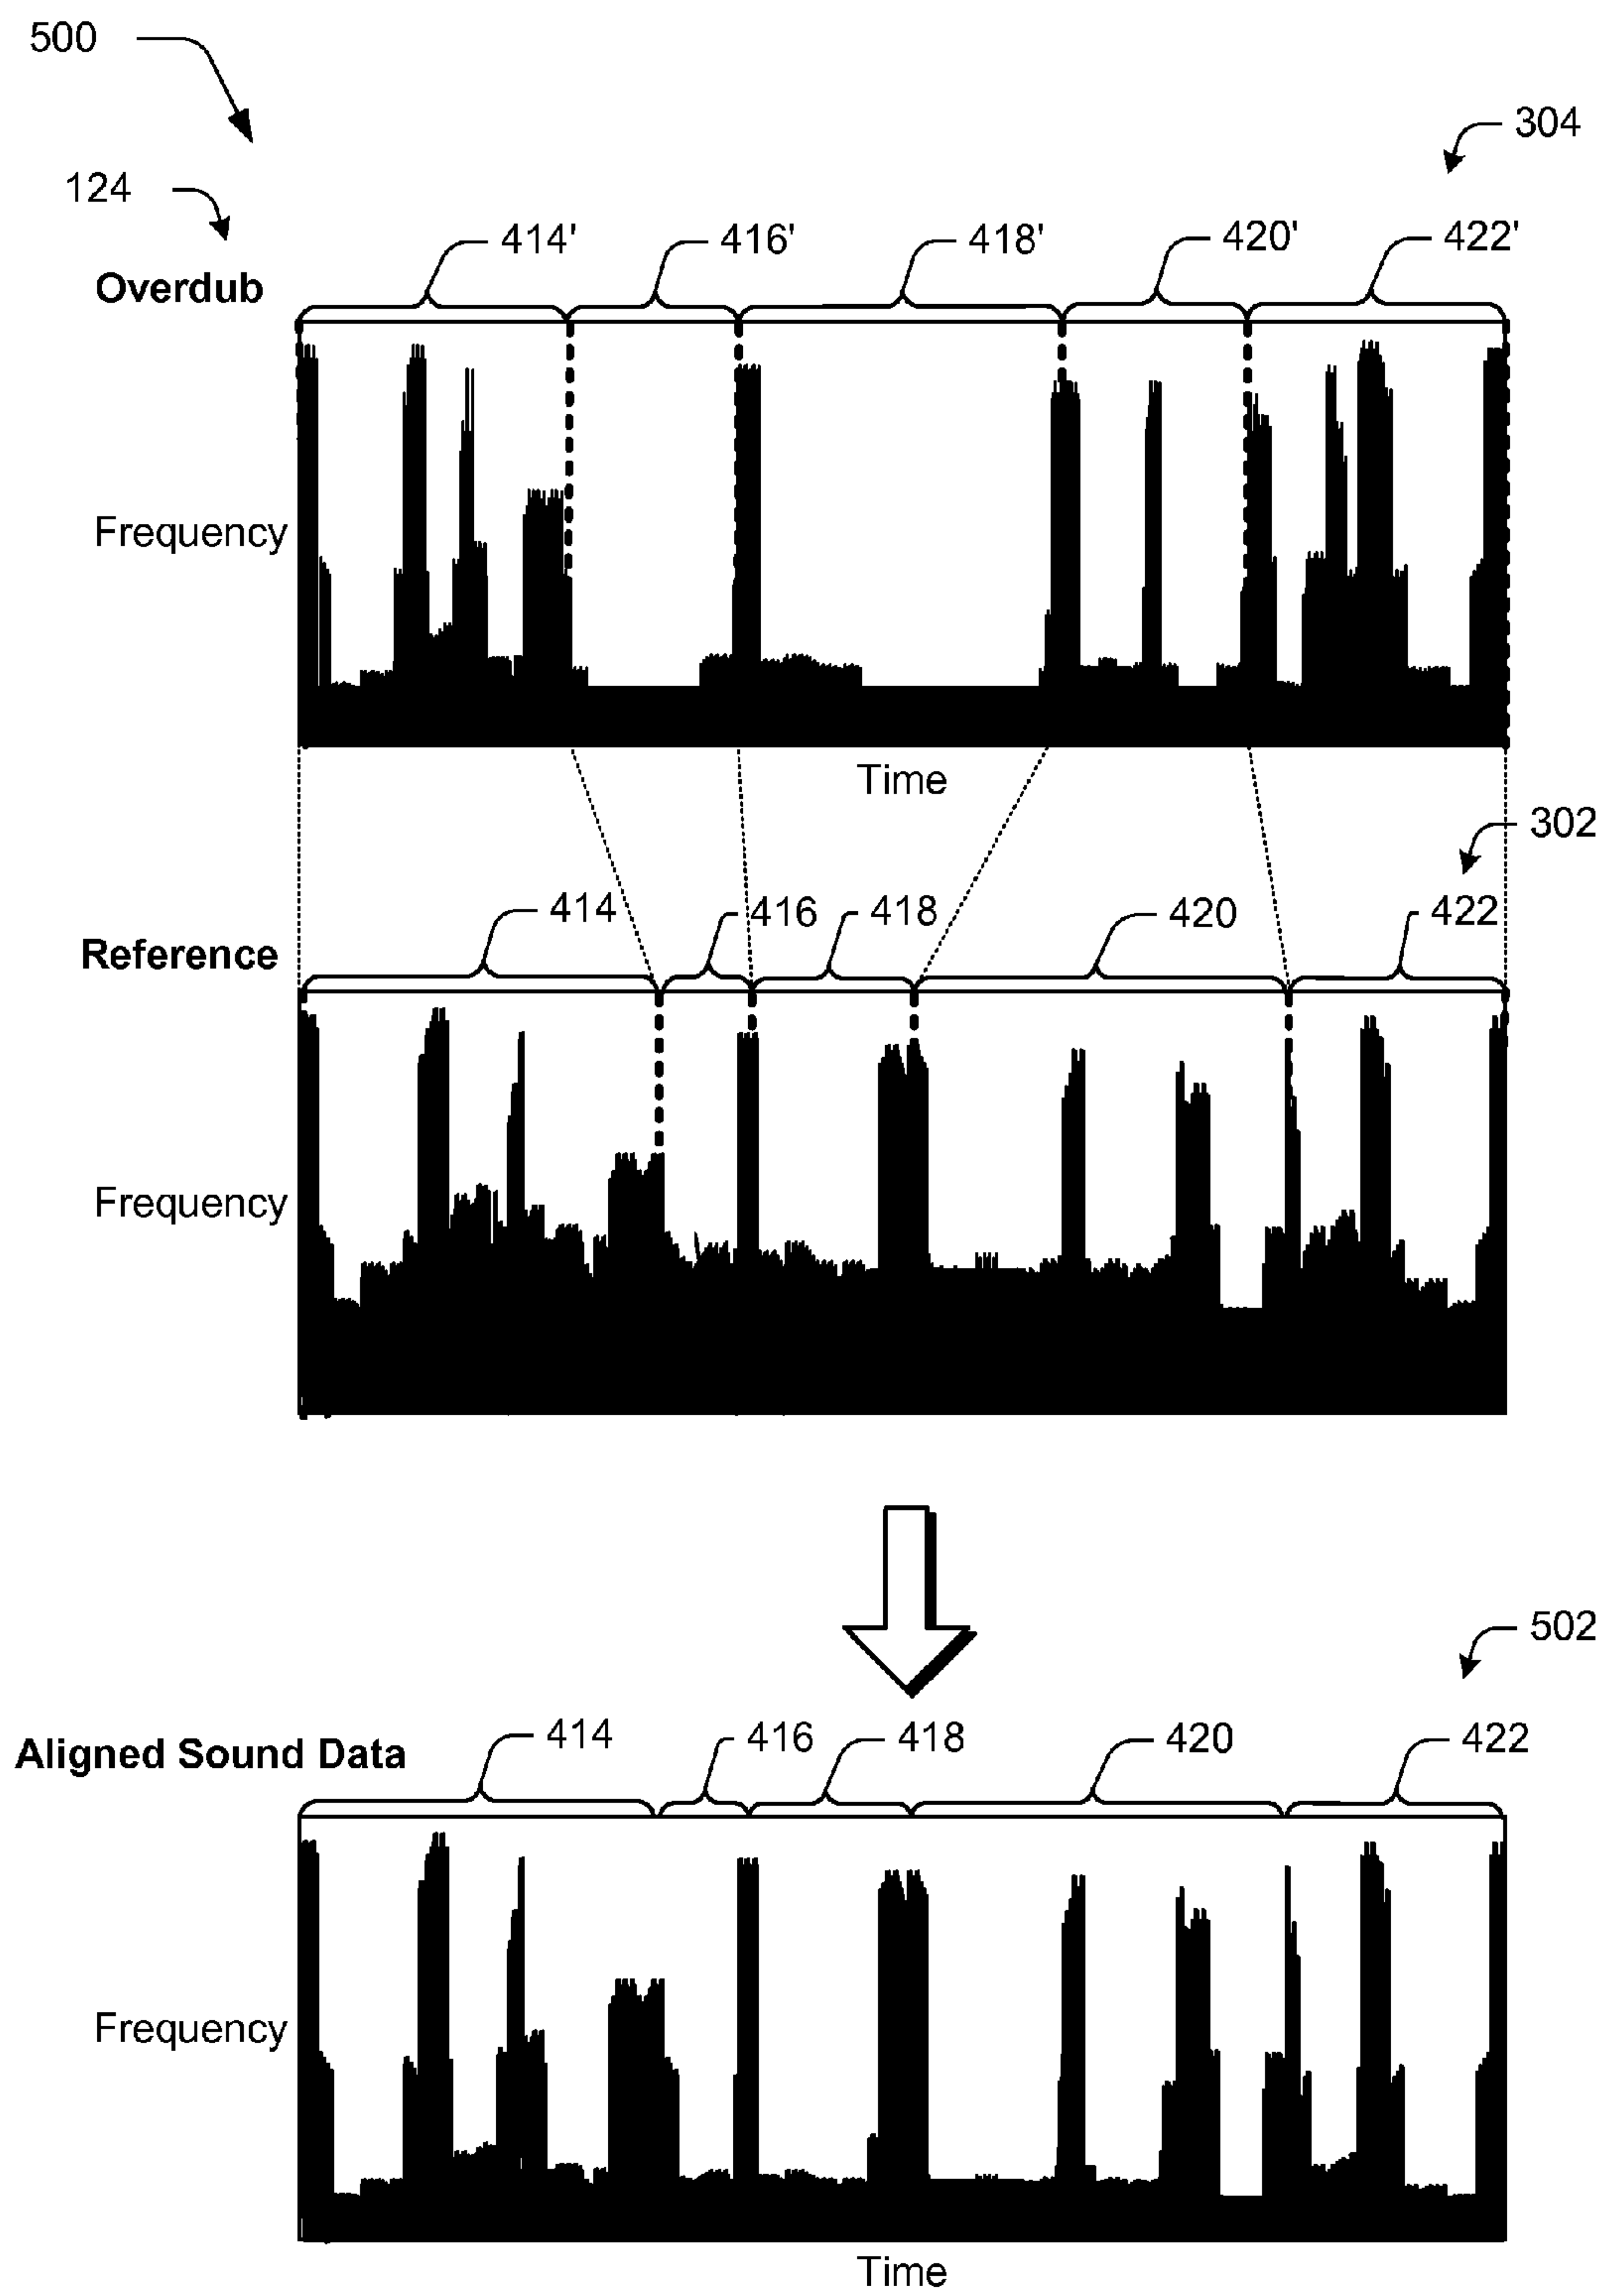 500
304
124
414' 416' 418' 420' 422'
Overdub
Frequency
Time
302
414 416 418 420 422
Reference
Frequency
502
414 416 418 420 422
Aligned Sound Data
Frequency
Time